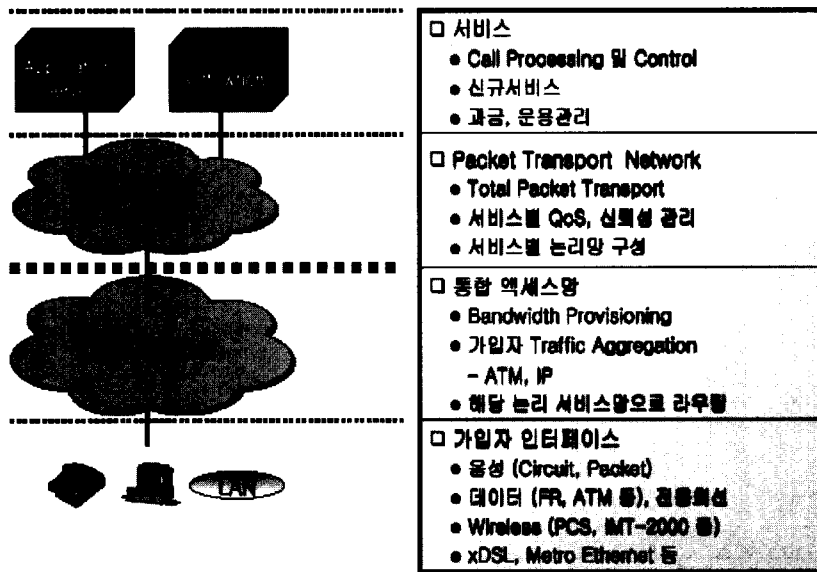 LAN
□ 서비스
● Call Processing 및 Control
● 신규서비스
● 과금, 운용관리
□ Packet Transport Network
● Total Packet Transport
● 서비스별 QoS, 신뢰성 관리
● 서비스별 논리망 구성
□ 통합 액세스망
● Bandwidth Provisioning
● 가입자 Traffic Aggregation
– ATM, IP
● 해당 논리 서비스망으로 라우팅
□ 가입자 인터페이스
● 음성 (Circuit, Packet)
● 데이터 (FR, ATM 등), 전용회선
● Wireless (PCS, IMT-2000 등)
● xDSL, Metro Ethernet 등